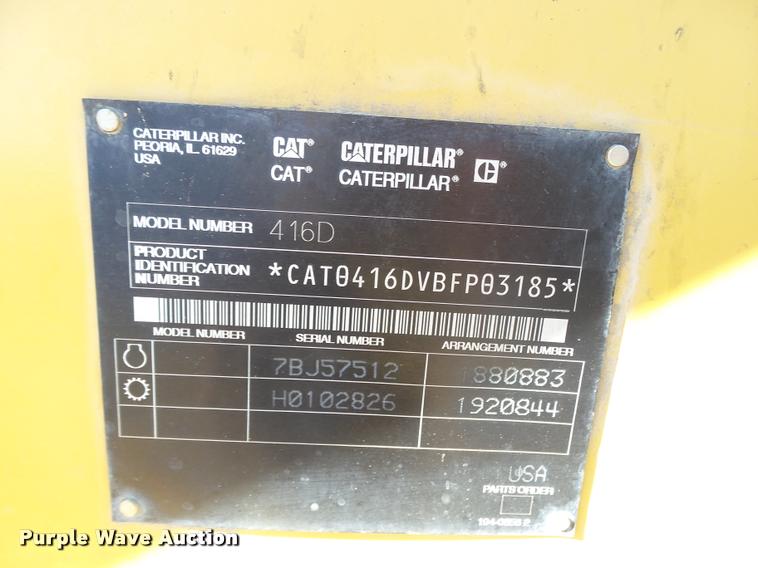 CATERPILLAR INC.
PEORIA, IL. 61629
USA
CAT® CATERPILLAR® C®
CAT® CATERPILLAR®
MODEL NUMBER 416D
PRODUCT IDENTIFICATION NUMBER *CAT0416DVBFP03185*
MODEL NUMBER SERIAL NUMBER ARRANGEMENT NUMBER
7BJ57512 1880883
H0102826 1920844
USA
PARTS ORDER
Purple Wave Auction